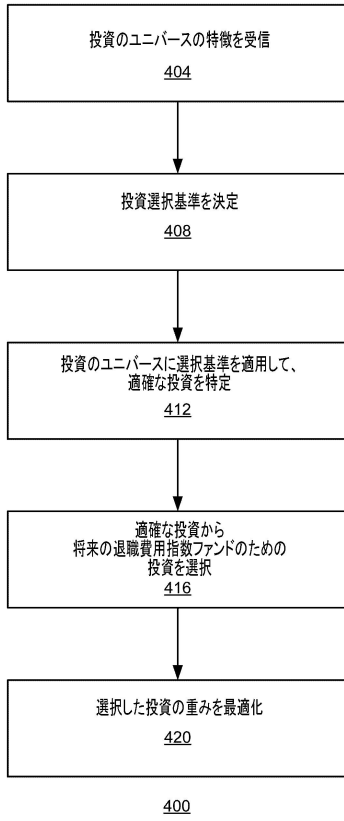 投資のユニバースの特徴を受信
404
投資選択基準を決定
408
投資のユニバースに選択基準を適用して、
適確な投資を特定
412
適確な投資から
将来の退職費用指数ファンドのための
投資を選択
416
選択した投資の重みを最適化
420
400